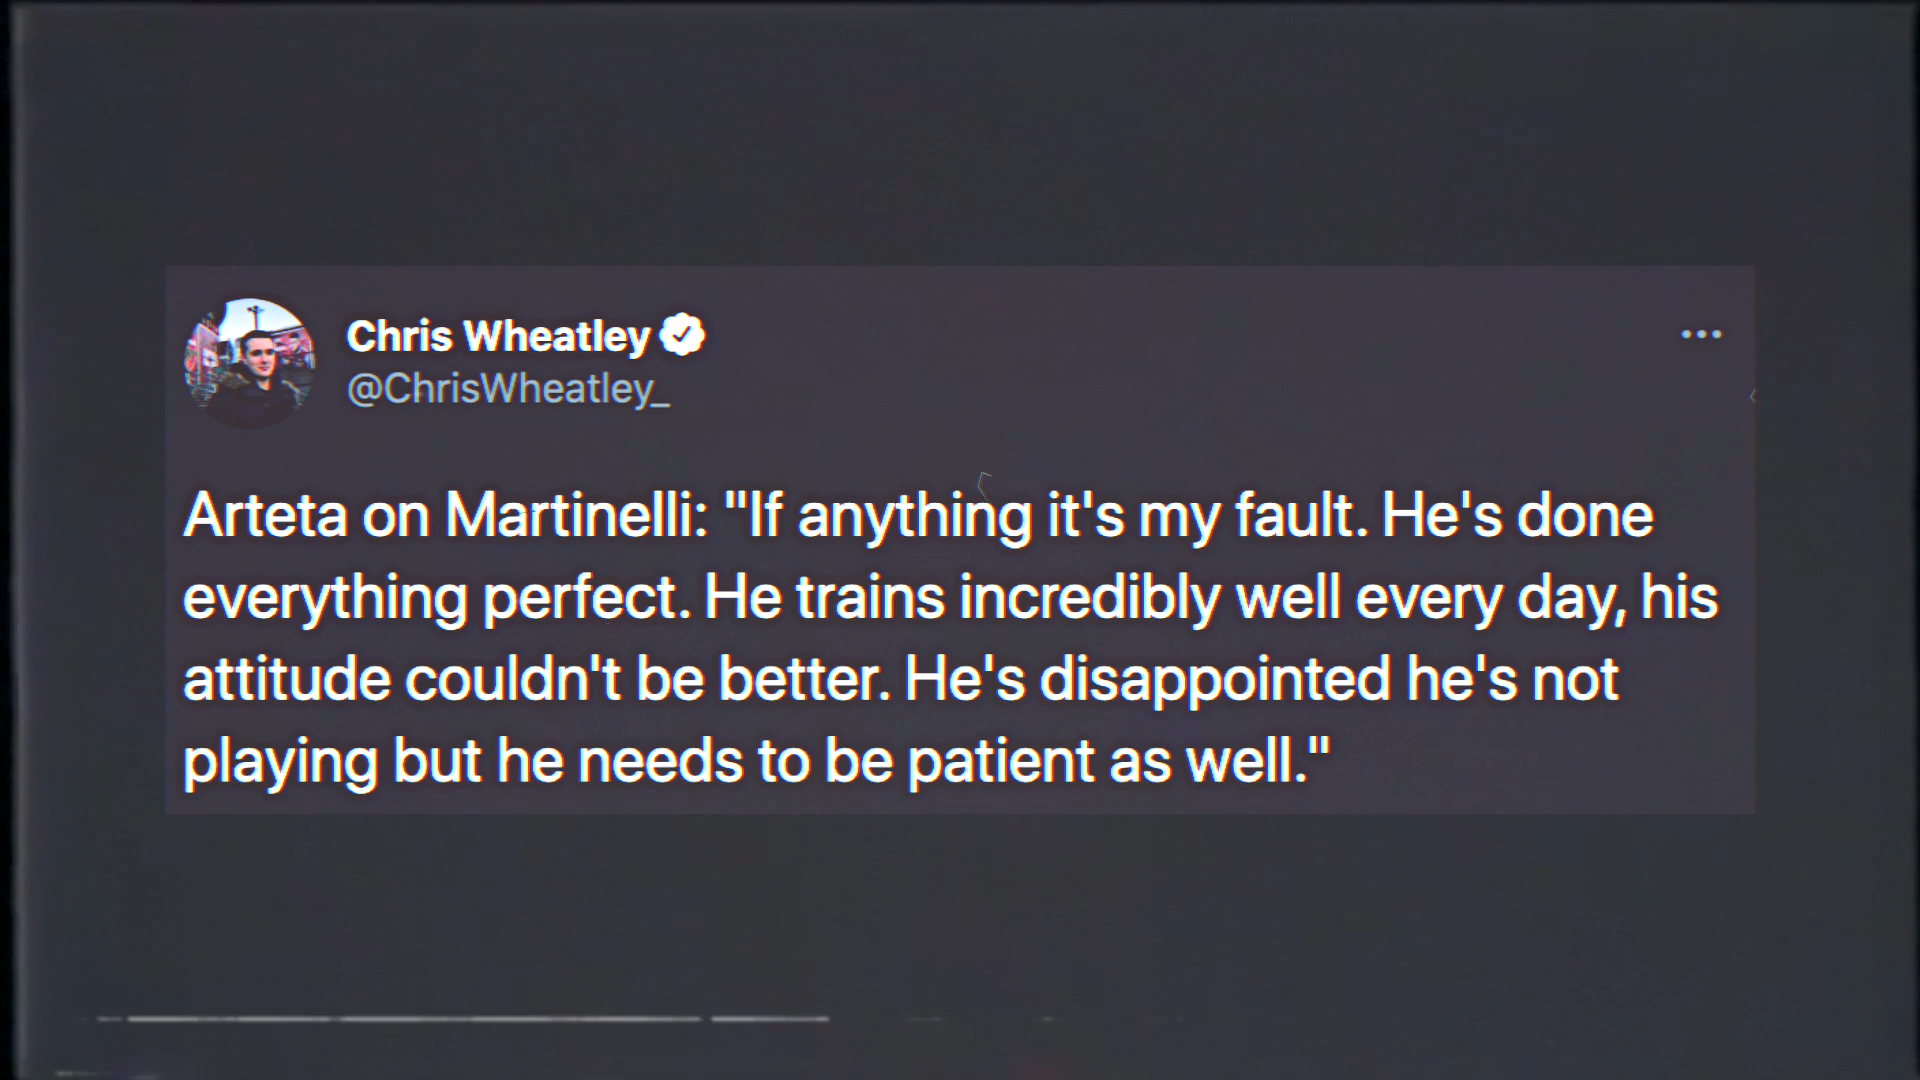 Chris Wheatley
@ChrisWheatley_
Arteta on Martinelli: "If anything it's my fault. He's done
everything perfect. He trains incredibly well every day, his
attitude couldn't be better. He's disappointed he's not
playing but he needs to be patient as well."